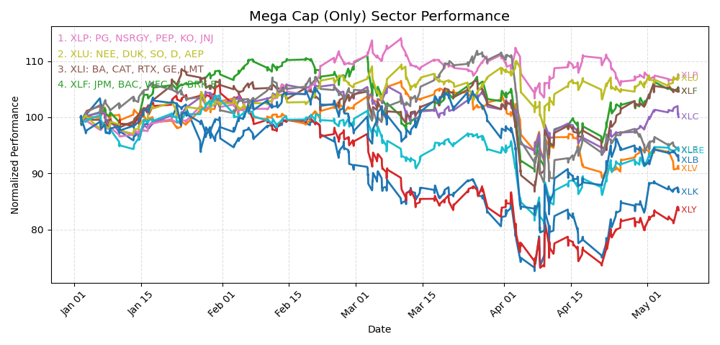 Mega Cap (Only) Sector Performance
1. XLP: PG, NSRGY, PEP, KO, JNJ
2. XLU: NEE, DUK, SO, D, AEP
3. XLI: BA, CAT, RTX, GE, LMT
4. XLF: JPM, BAC,
110
100
90
80
Normalized Performance
XLP
XLU
XLF
XLC
XLB
XLV
XLK
XLY
Jan 01
Jan 15
Feb 01
Feb 15
Mar 01
Mar 15
Apr 01
Apr 15
May 01
Date